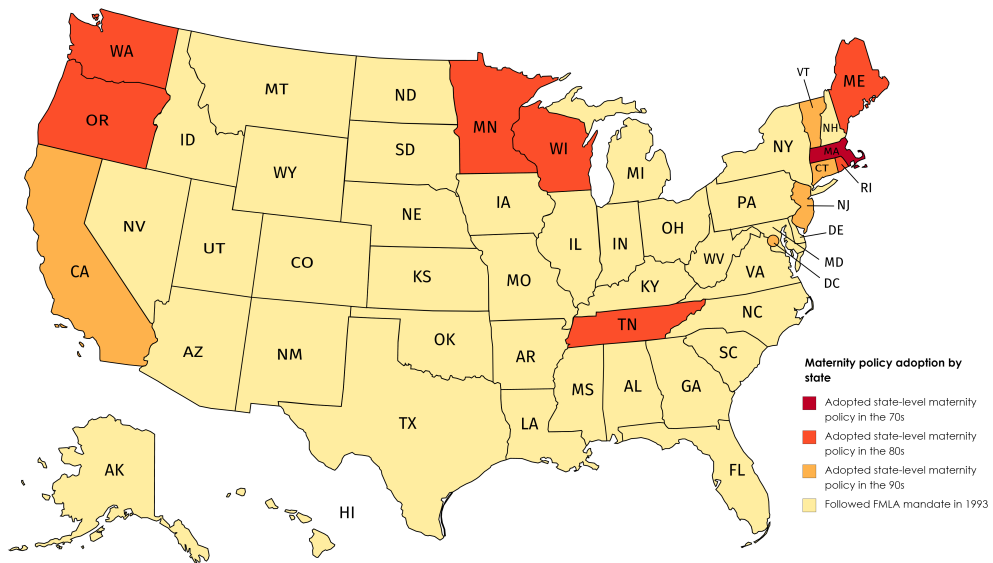 WA
MT
ND
MN
VT
ME
OR
ID
SD
WI
NH
NY
MA
WY
MI
CT
RI
NV
NE
IA
PA
NJ
UT
CO
IL
IN
OH
DE
WV
MD
CA
KS
MO
KY
VA
DC
AZ
NM
OK
TN
NC
AR
SC
MS
AL
GA
TX
LA
FL
AK
HI
Maternity policy adoption by
state
Adopted state-level maternity
policy in the 70s
Adopted state-level maternity
policy in the 80s
Adopted state-level maternity
policy in the 90s
Followed FMLA mandate in 1993